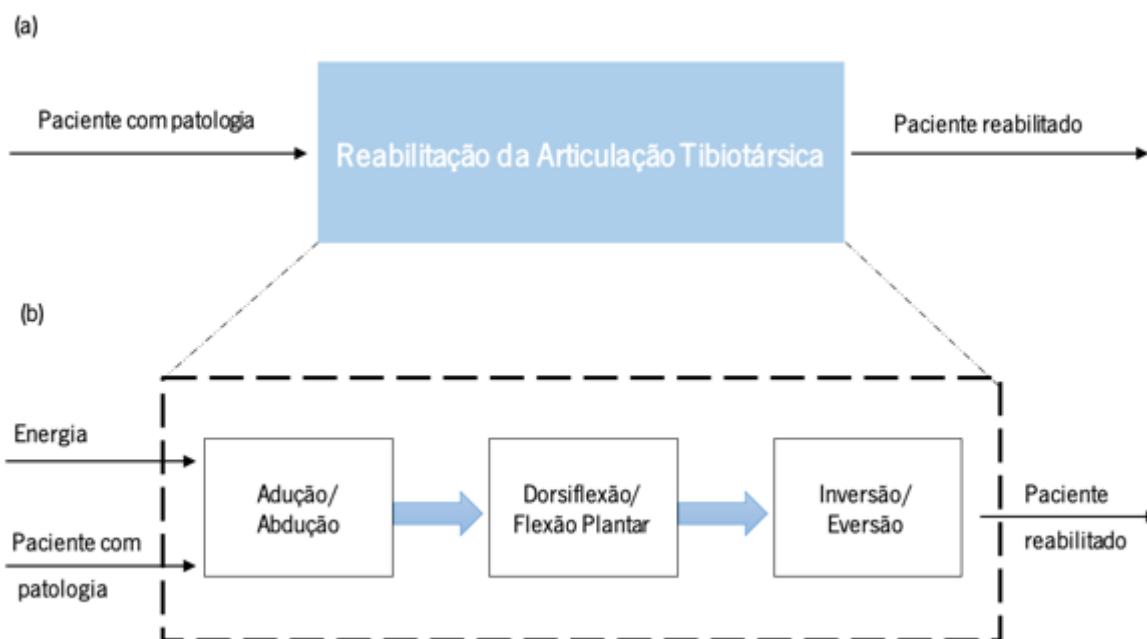 (a)
Paciente com patologia
Reabilitação da Articulação Tibiotársica
Paciente reabilitado
(b)
Energia
Paciente com
patologia
Adução/
Abdução
Dorsiflexão/
Flexão Plantar
Inversão/
Eversão
Paciente
reabilitado